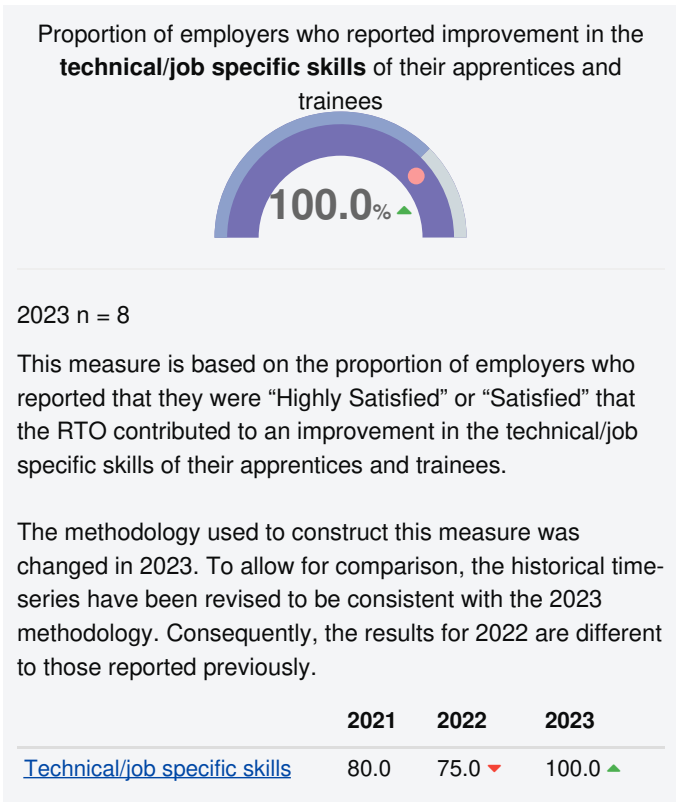 Proportion of employers who reported improvement in the
technical/job specific skills of their apprentices and
trainees
100.0%
2023 n = 8
This measure is based on the proportion of employers who
reported that they were “Highly Satisfied” or “Satisfied” that
the RTO contributed to an improvement in the technical/job
specific skills of their apprentices and trainees.
The methodology used to construct this measure was
changed in 2023. To allow for comparison, the historical time-
series have been revised to be consistent with the 2023
methodology. Consequently, the results for 2022 are different
to those reported previously.
2021 2022 2023
Technical/job specific skills 80.0 75.0 100.0